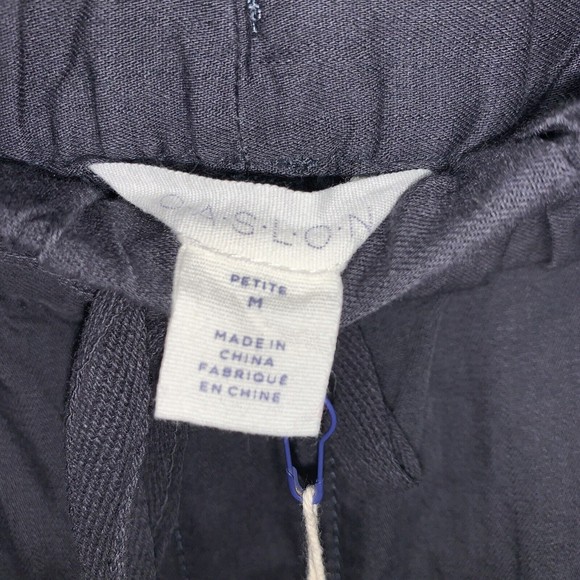 C·A·S·L·O·N
PETITE
M
MADE IN
CHINA
FABRIQUÉ
EN CHINE